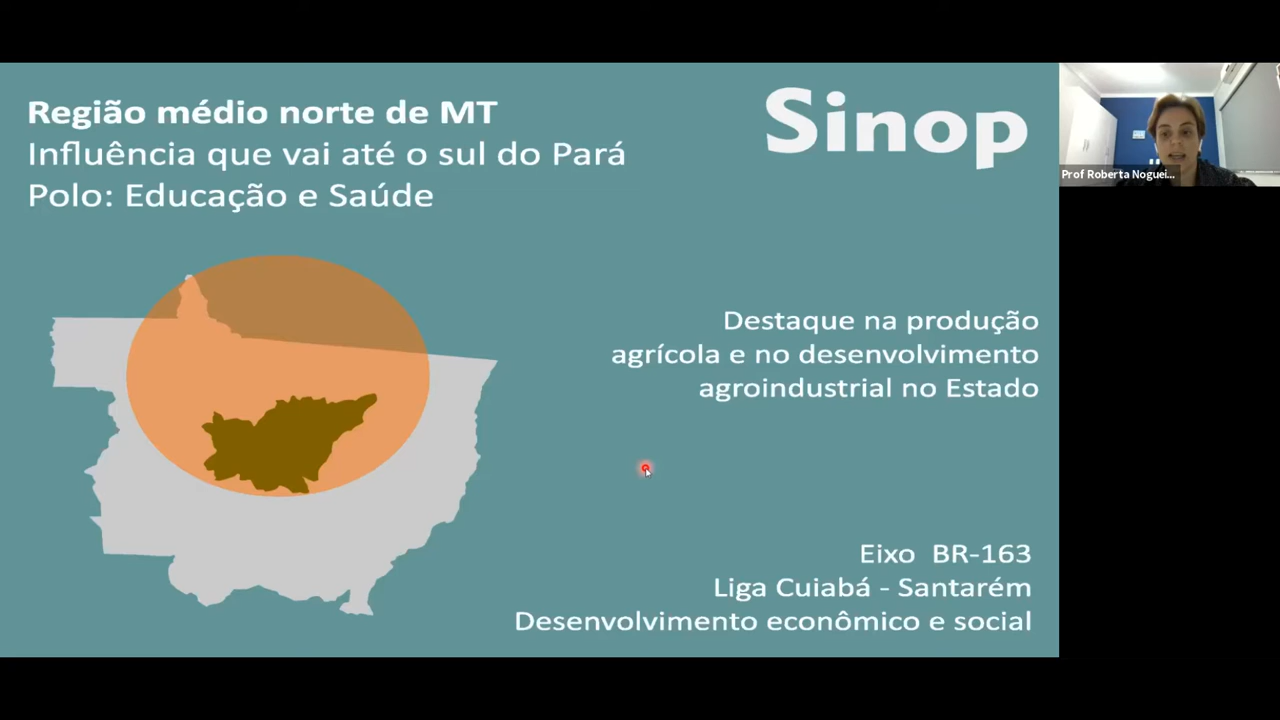 Região médio norte de MT
Influência que vai até o sul do Pará
Polo: Educação e Saúde
Sinop
Prof Roberta Noguei...
Destaque na produção
agrícola e no desenvolvimento
agroindustrial no Estado
Eixo BR-163
Liga Cuiabá - Santarém
Desenvolvimento econômico e social